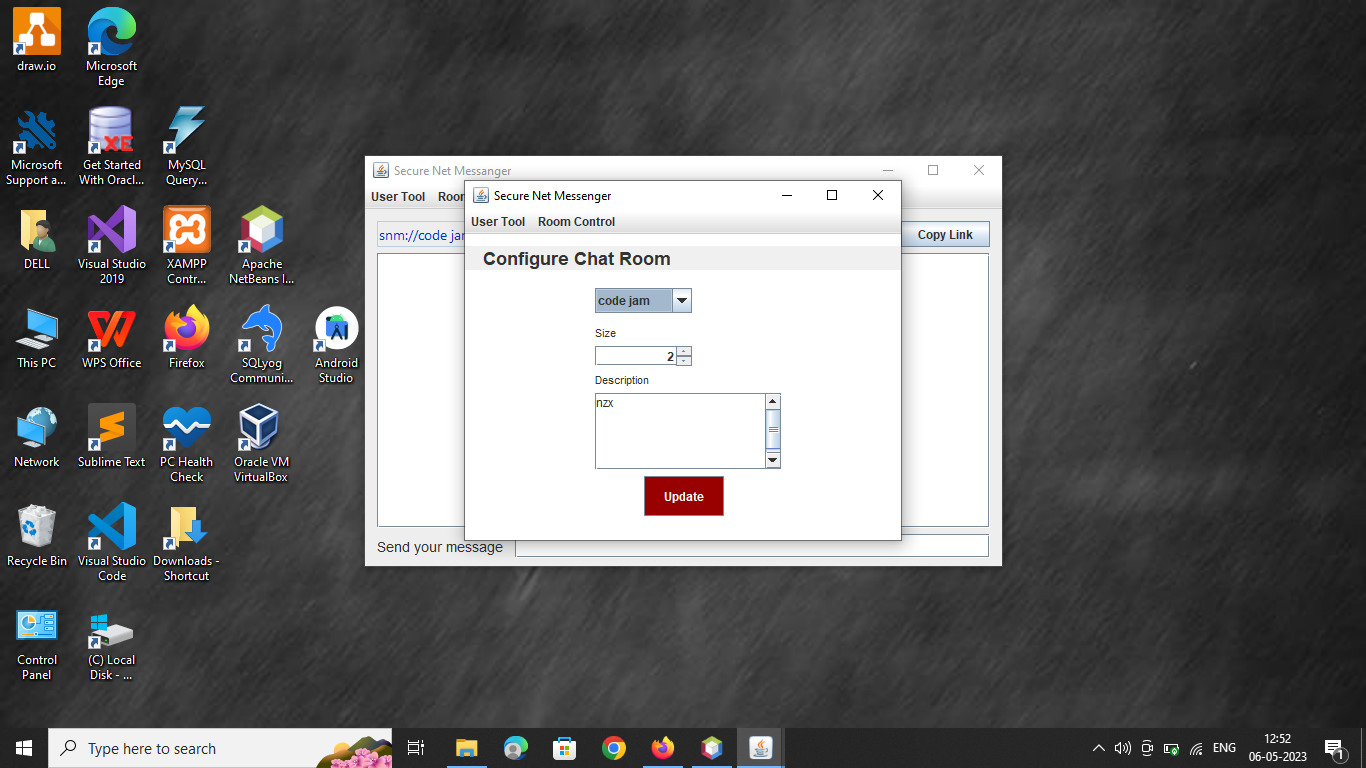 draw.io
Microsoft
Edge
Microsoft
Support a...
Get Started
With Oracl...
MySQL
Query...
DELL
Visual Studio
2019
XAMPP
Contr...
Apache
NetBeans I...
This PC
WPS Office
Firefox
SQLyog
Communi...
Android
Studio
Network
Sublime Text
PC Health
Check
Oracle VM
VirtualBox
Recycle Bin
Visual Studio
Code
Downloads -
Shortcut
Control
Panel
(C) Local
Disk - ...
Secure Net Messanger
User Tool Room
snm://code jam
Copy Link
Send your message
Secure Net Messenger
User Tool Room Control
Configure Chat Room
code jam
Size
2
Description
nzx
Update
Type here to search
ENG
12:52
06-05-2023
1